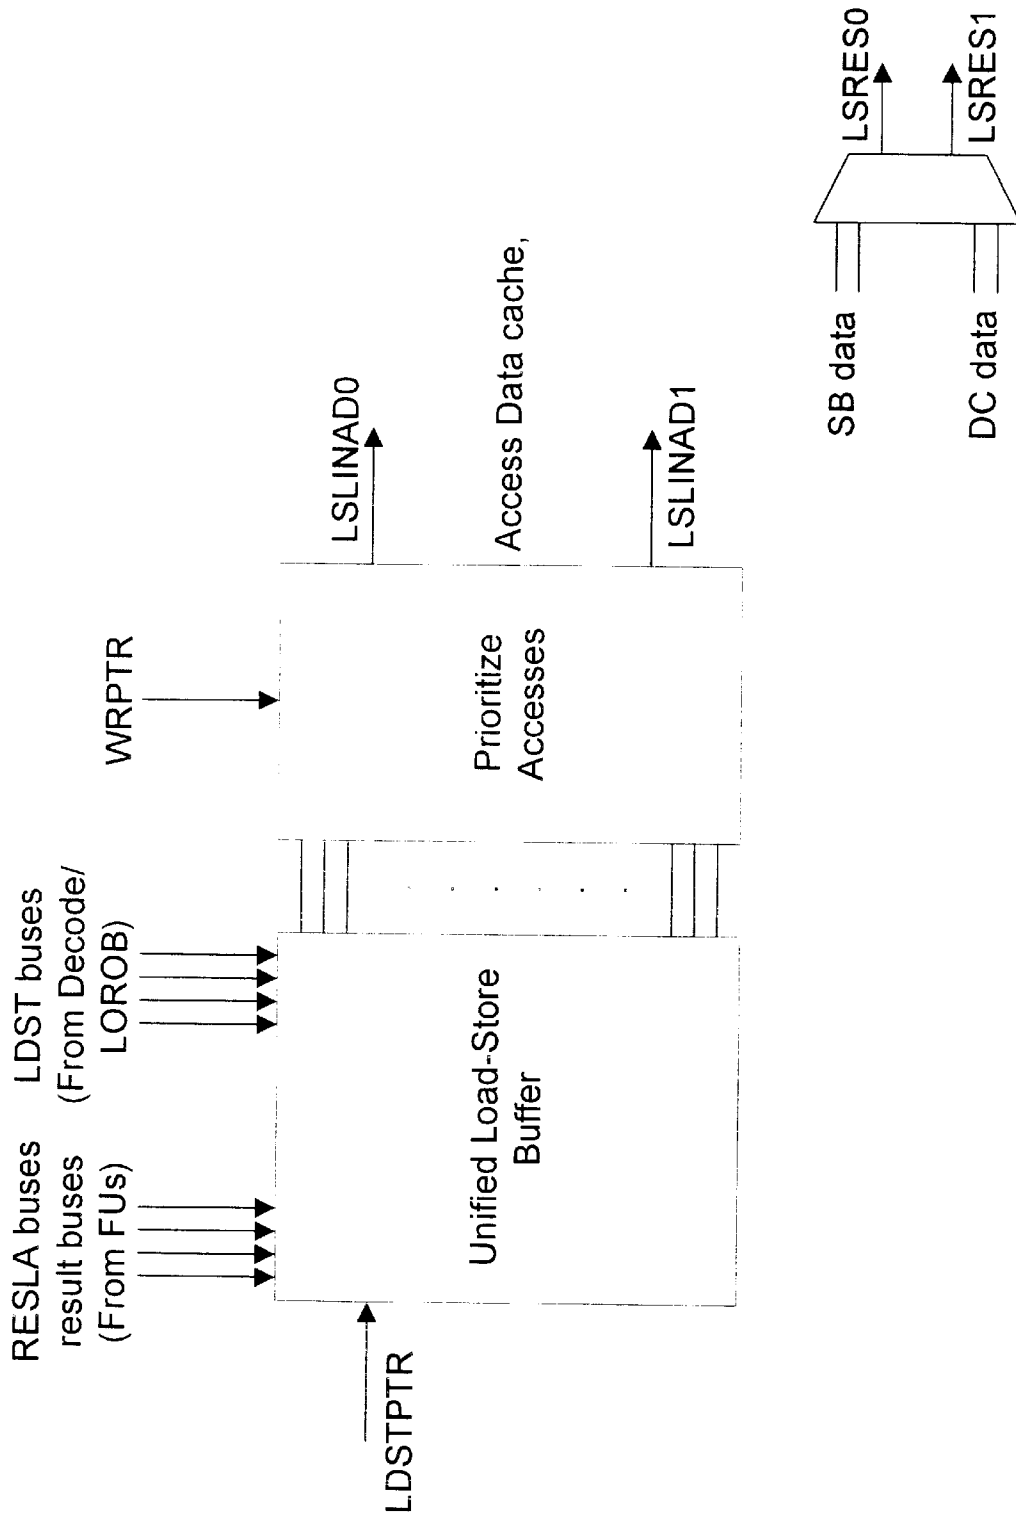 RESLA buses
result buses
(From FUs)
LDST buses
(From Decode/
LOROB)
WRPTR
LDSTPTR
Unified Load-Store
Buffer
Prioritize
Accesses
LSLINAD0
Access Data cache,
LSLINAD1
SB data
DC data
LSRES0
LSRES1